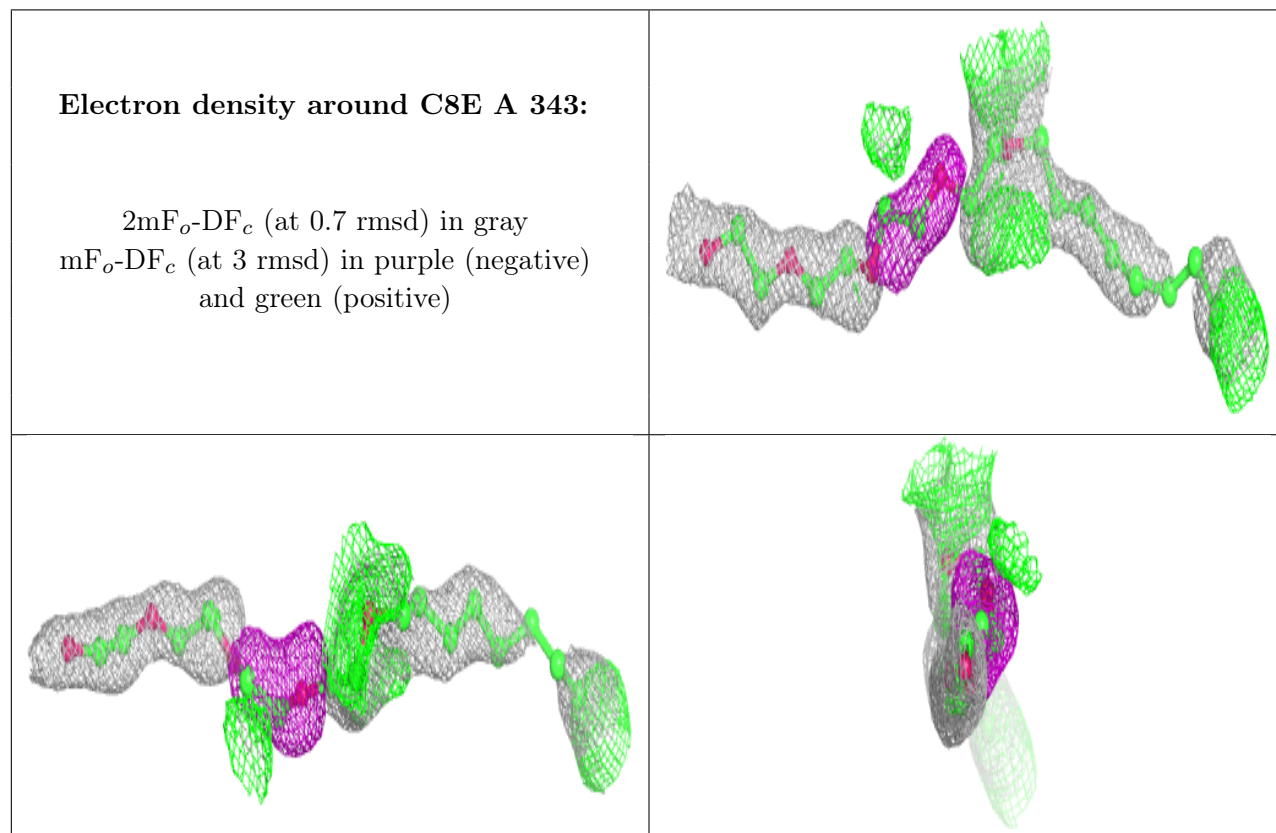 Electron density around C8E A 343:
2mFo-DFc (at 0.7 rmsd) in gray
mFo-DFc (at 3 rmsd) in purple (negative)
and green (positive)